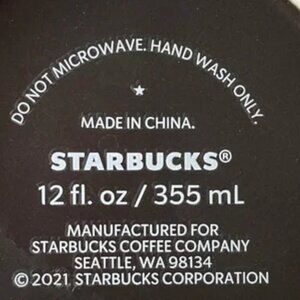 DO NOT MICROWAVE. HAND WASH ONLY.
MADE IN CHINA.
STARBUCKS®
12 fl. oz / 355 mL
MANUFACTURED FOR
STARBUCKS COFFEE COMPANY
SEATTLE, WA 98134
© 2021 STARBUCKS CORPORATION